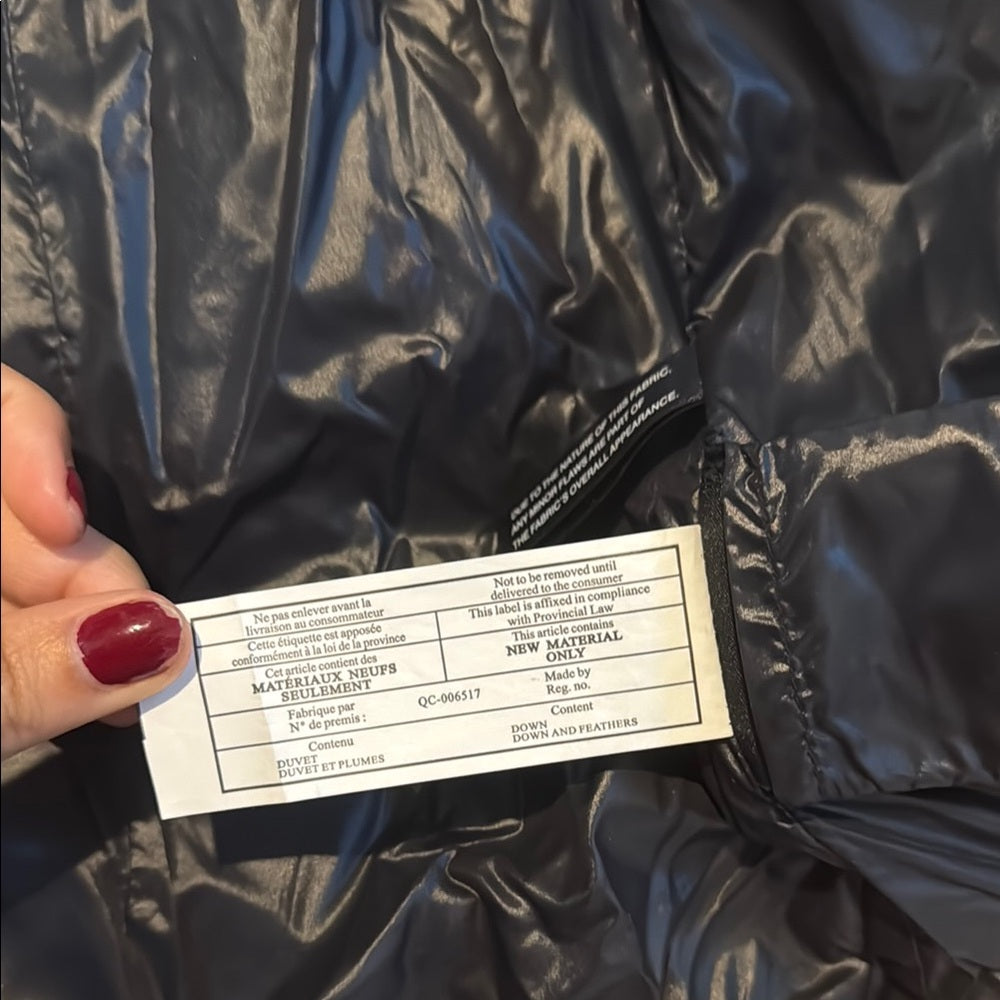 DUE TO THE NATURE OF THIS FABRIC,
ANY MINOR FLAWS ARE PART OF
THE FABRIC'S OVERALL APPEARANCE.
Ne pas enlever avant la
livraison au consommateur
Not to be removed until
delivered to the consumer
Cette étiquette est apposée
conformément à la loi de la province
This label is affixed in compliance
with Provincial Law
Cet article contient des
MATÉRIAUX NEUFS
SEULEMENT
This article contains
NEW MATERIAL
ONLY
Fabrique par
N° de premis :
QC-006517
Made by
Reg. no.
Contenu
DUVET
DUVET ET PLUMES
Content
DOWN
DOWN AND FEATHERS